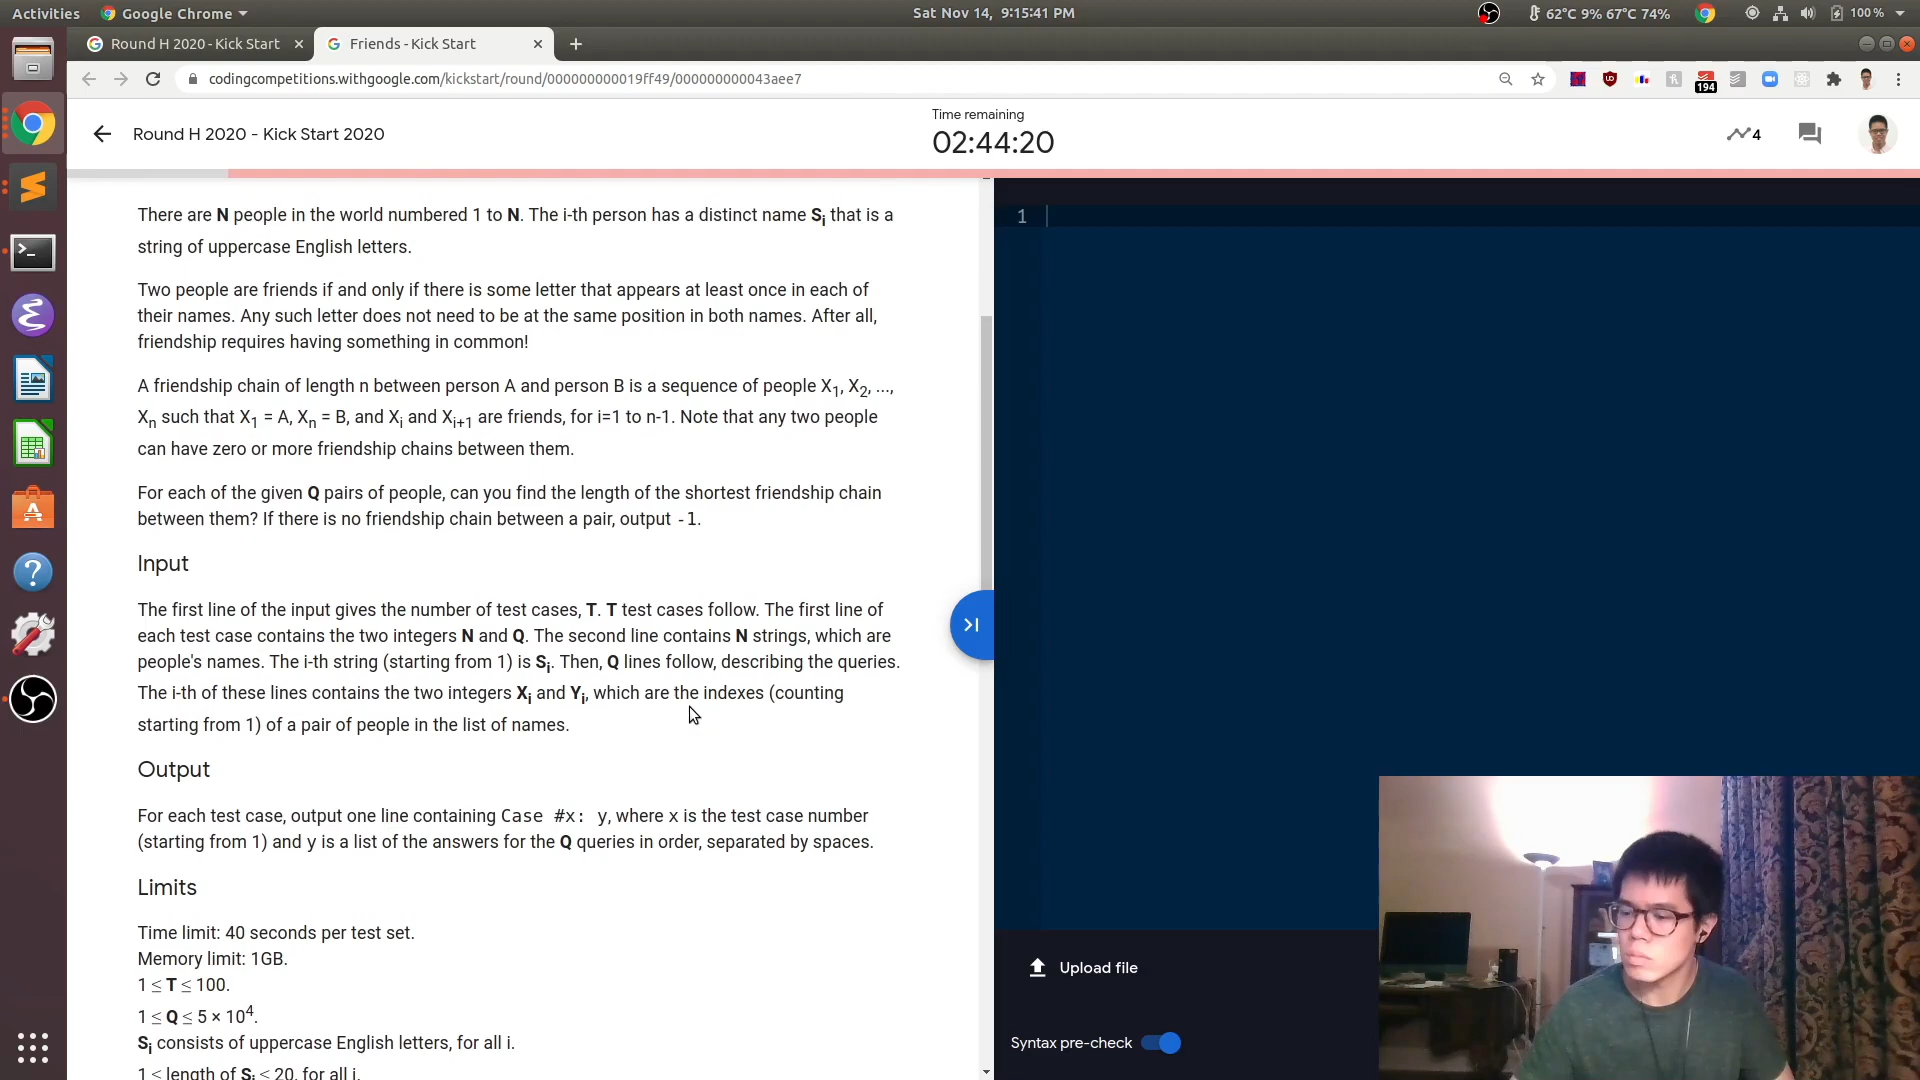 Activities
Google Chrome
Sat Nov 14, 9:15:41 PM
62°C 9% 67°C 74%
100 %
Round H 2020 - Kick Start
Friends - Kick Start
codingcompetitions.withgoogle.com/kickstart/round/000000000019ff49/000000000043aee7
194
Round H 2020 - Kick Start 2020
Time remaining
02:44:20
4
There are N people in the world numbered 1 to N. The i-th person has a distinct name Si that is a
string of uppercase English letters.
Two people are friends if and only if there is some letter that appears at least once in each of
their names. Any such letter does not need to be at the same position in both names. After all,
friendship requires having something in common!
A friendship chain of length n between person A and person B is a sequence of people X1, X2, ...,
Xn such that X1 = A, Xn = B, and Xi and Xi+1 are friends, for i=1 to n-1. Note that any two people
can have zero or more friendship chains between them.
For each of the given Q pairs of people, can you find the length of the shortest friendship chain
between them? If there is no friendship chain between a pair, output -1.
Input
The first line of the input gives the number of test cases, T. T test cases follow. The first line of
each test case contains the two integers N and Q. The second line contains N strings, which are
people's names. The i-th string (starting from 1) is Si. Then, Q lines follow, describing the queries.
The i-th of these lines contains the two integers Xi and Yi, which are the indexes (counting
starting from 1) of a pair of people in the list of names.
Output
For each test case, output one line containing Case #x: y, where x is the test case number
(starting from 1) and y is a list of the answers for the Q queries in order, separated by spaces.
Limits
Time limit: 40 seconds per test set.
Memory limit: 1GB.
1 ≤ T ≤ 100.
1 ≤ Q ≤ 5 × 10^4.
Si consists of uppercase English letters, for all i.
1 ≤ length of Si ≤ 20, for all i.
1
Upload file
Syntax pre-check